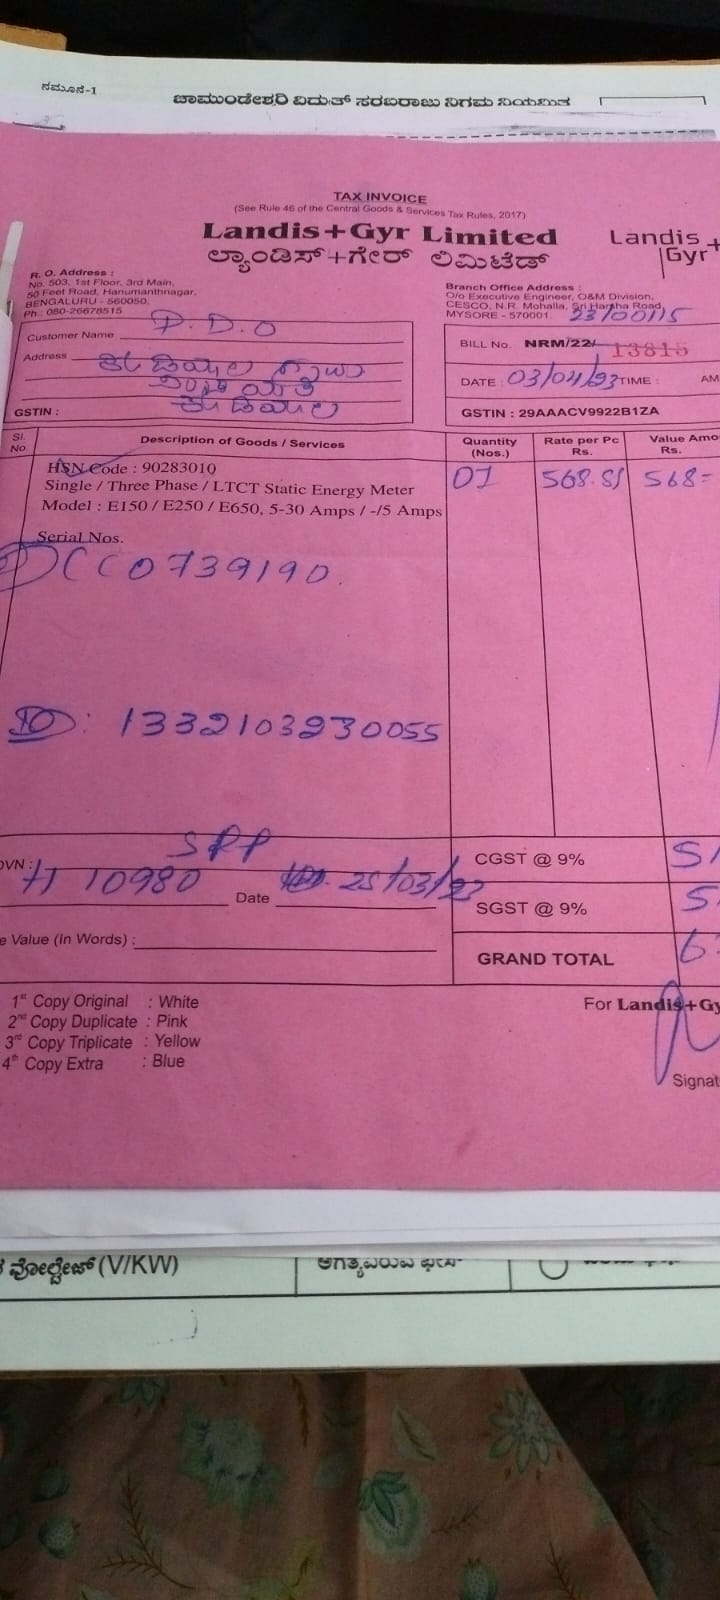 ನಮೂನೆ-1
ಚಾಮುಂಡೇಶ್ವರಿ ವಿದ್ಯುತ್ ಸರಬರಾಜು ನಿಗಮ ನಿಯಮಿತ
TAX INVOICE
(See Rule 46 of the Central Goods & Services Tax Rules, 2017)
Landis+Gyr Limited
ಲ್ಯಾಂಡಿಸ್+ಗೇರ್ ಲಿಮಿಟೆಡ್
Landis+
Gyr
R. O. Address :
No. 503, 1st Floor, 3rd Main,
50 Feet Road, Hanumanthnagar,
BENGALURU - 560050.
Ph.: 080-26678515
Branch Office Address :
O/o Executive Engineer, O&M Division,
CESCO, N.R. Mohalla, Sri Harsha Road,
MYSORE - 570001.
23/00115
Customer Name P.D.O
Address
GSTIN :
BILL No. NRM/22/ 13815
DATE : 03/04/23 TIME : AM
GSTIN : 29AAACV9922B1ZA
Sl. No. Description of Goods / Services Quantity (Nos.) Rate per Pc Rs. Value Amo Rs.
HSN Code : 90283010 01 568.81 568=
Single / Three Phase / LTCT Static Energy Meter
Model : E150 / E250 / E650, 5-30 Amps / -/5 Amps
Serial Nos.
CC0739190.
ID: 1332103230055
SRP
OVN : H 10980 Date 25/03/23
CGST @ 9%
SGST @ 9%
e Value (In Words) :
GRAND TOTAL
1st Copy Original : White
2nd Copy Duplicate : Pink
3rd Copy Triplicate : Yellow
4th Copy Extra : Blue
For Landis+Gy
Signat
ವೋಲ್ಟೇಜ್ (V/KW)